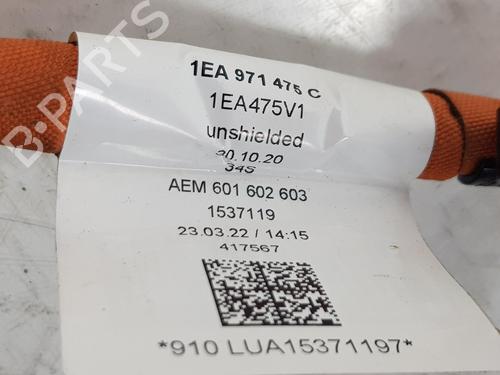 1EA 971 475 C
1EA475V1
unshielded
30.10.20
34S
AEM 601 602 603
1537119
23.03.22 / 14:15
417567
*910 LUA15371197*
B-PARTS